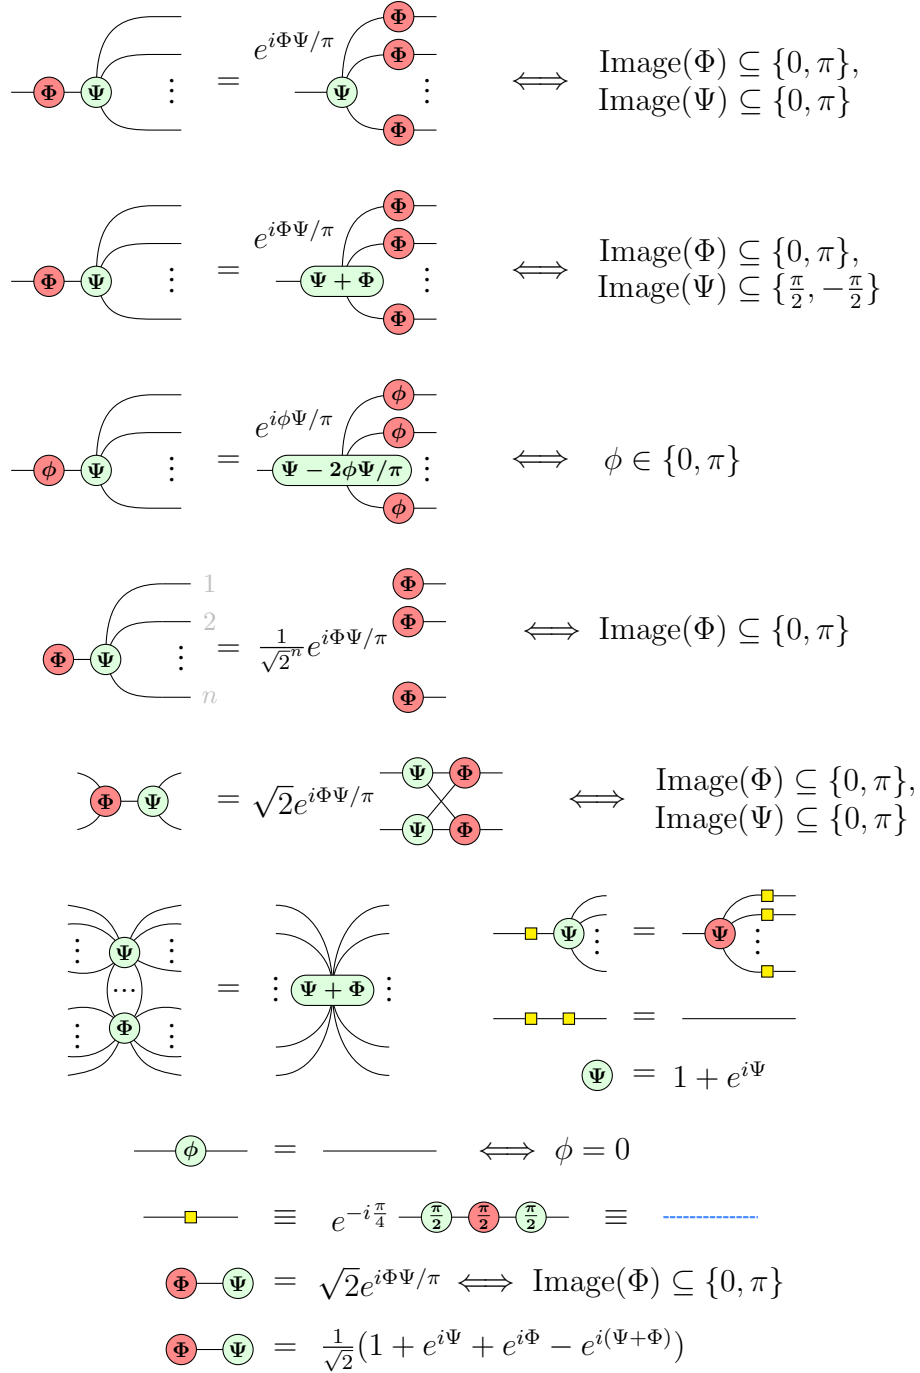 Φ Ψ ⋮ = e^{iΦΨ/π} Ψ Φ Φ ⋮ Φ ⟺ Image(Φ) ⊆ {0, π},
Image(Ψ) ⊆ {0, π}
Φ Ψ ⋮ = e^{iΦΨ/π} Ψ + Φ Φ Φ ⋮ Φ ⟺ Image(Φ) ⊆ {0, π},
Image(Ψ) ⊆ {π/2, −π/2}
ϕ Ψ ⋮ = e^{iϕΨ/π} Ψ − 2ϕΨ/π ϕ ϕ ⋮ ϕ ⟺ ϕ ∈ {0, π}
Φ Ψ 1 2 ⋮ n = 1/√2^n e^{iΦΨ/π} Φ Φ Φ ⟺ Image(Φ) ⊆ {0, π}
Φ Ψ = √2e^{iΦΨ/π} Ψ Φ Ψ Φ ⟺ Image(Φ) ⊆ {0, π},
Image(Ψ) ⊆ {0, π}
⋮ Ψ ⋮ ... ⋮ Φ ⋮ = ⋮ Ψ + Φ ⋮
Ψ ⋮ = Ψ ⋮
=
Ψ = 1 + e^{iΨ}
ϕ = ⟺ ϕ = 0
≡ e^{−iπ/4} π/2 π/2 π/2 ≡
Φ Ψ = √2e^{iΦΨ/π} ⟺ Image(Φ) ⊆ {0, π}
Φ Ψ = 1/√2(1 + e^{iΨ} + e^{iΦ} − e^{i(Ψ+Φ)})